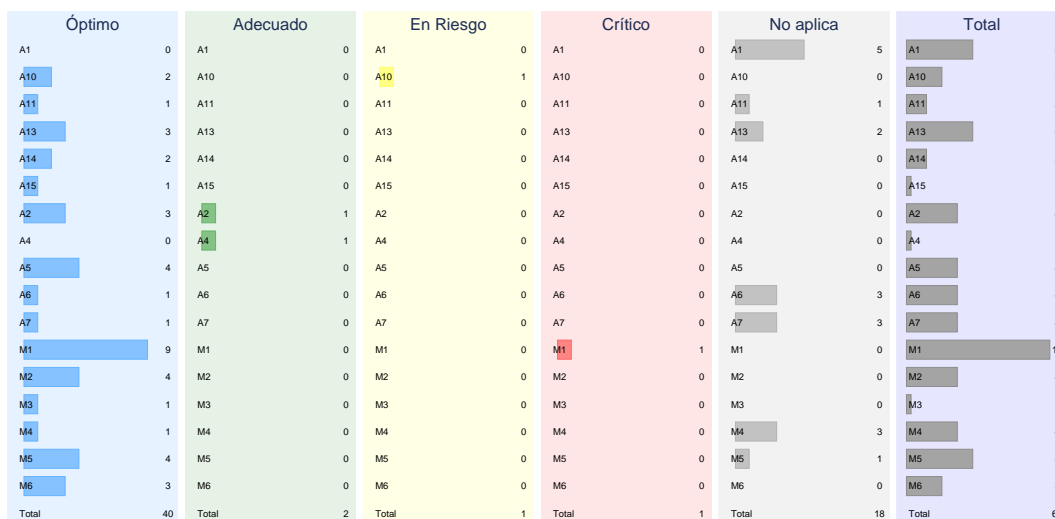 Óptimo Adecuado En Riesgo Crítico No aplica Total
A1 0 A1 0 A1 0 A1 0 A1 5 A1
A10 2 A10 0 A10 1 A10 0 A10 0 A10
A11 1 A11 0 A11 0 A11 0 A11 1 A11
A13 3 A13 0 A13 0 A13 0 A13 2 A13
A14 2 A14 0 A14 0 A14 0 A14 0 A14
A15 1 A15 0 A15 0 A15 0 A15 0 A15
A2 3 A2 1 A2 0 A2 0 A2 0 A2
A4 0 A4 1 A4 0 A4 0 A4 0 A4
A5 4 A5 0 A5 0 A5 0 A5 0 A5
A6 1 A6 0 A6 0 A6 0 A6 3 A6
A7 1 A7 0 A7 0 A7 0 A7 3 A7
M1 9 M1 0 M1 0 M1 1 M1 0 M1
M2 4 M2 0 M2 0 M2 0 M2 0 M2
M3 1 M3 0 M3 0 M3 0 M3 0 M3
M4 1 M4 0 M4 0 M4 0 M4 3 M4
M5 4 M5 0 M5 0 M5 0 M5 1 M5
M6 3 M6 0 M6 0 M6 0 M6 0 M6
Total 40 Total 2 Total 1 Total 1 Total 18 Total